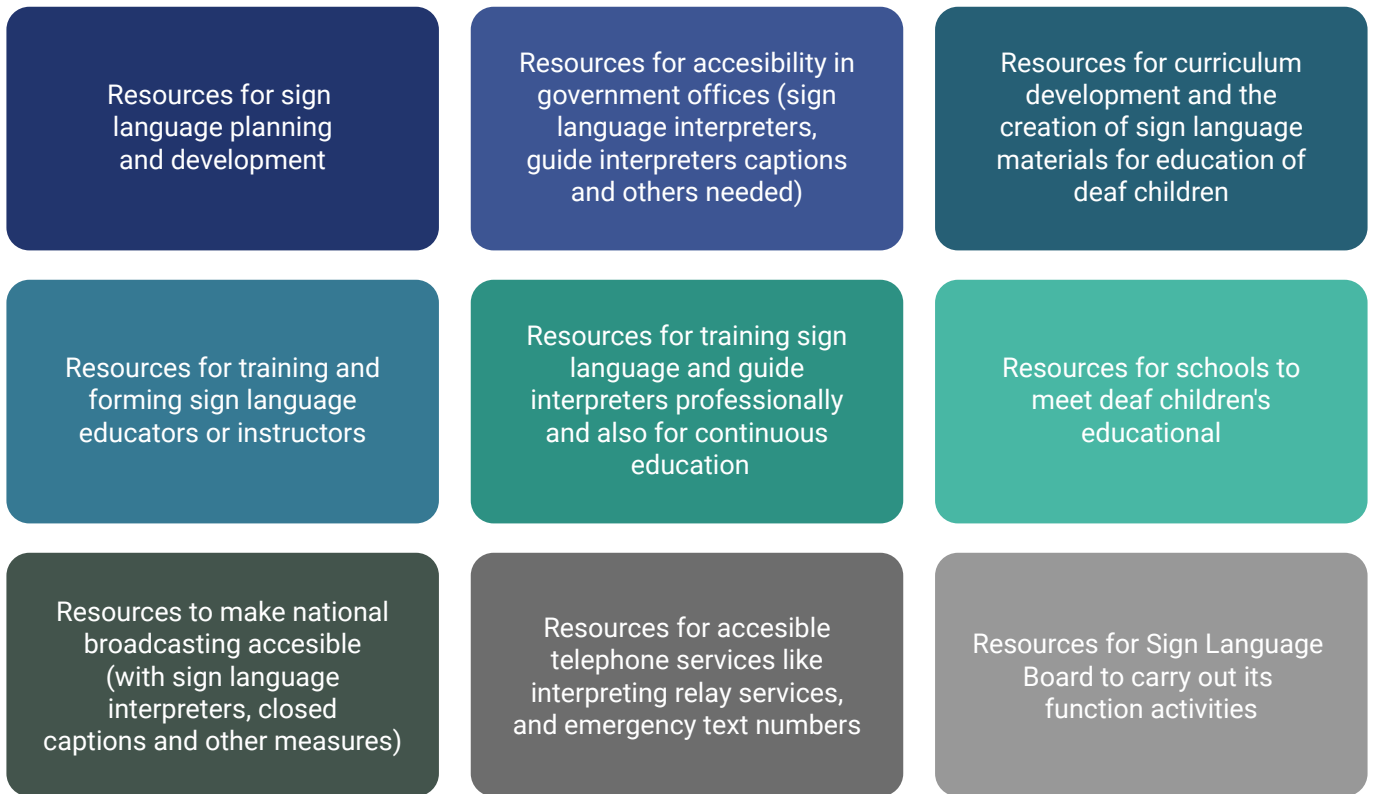 Resources for sign
language planning
and development
Resources for accesibility in
government offices (sign
language interpreters,
guide interpreters captions
and others needed)
Resources for curriculum
development and the
creation of sign language
materials for education of
deaf children
Resources for training and
forming sign language
educators or instructors
Resources for training sign
language and guide
interpreters professionally
and also for continuous
education
Resources for schools to
meet deaf children's
educational
Resources to make national
broadcasting accesible
(with sign language
interpreters, closed
captions and other measures)
Resources for accesible
telephone services like
interpreting relay services,
and emergency text numbers
Resources for Sign Language
Board to carry out its
function activities